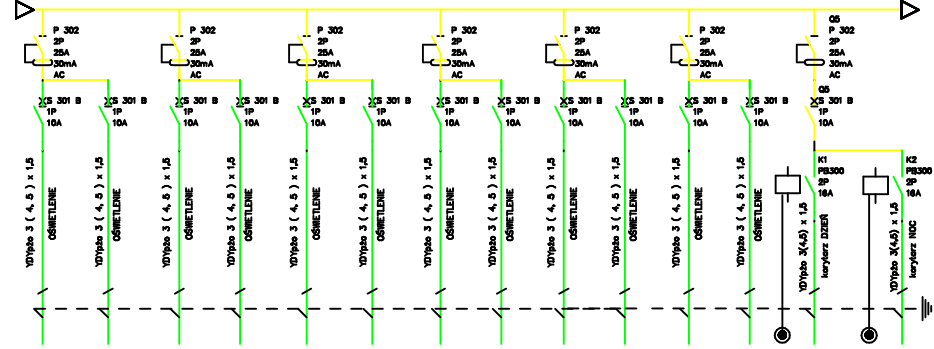 P 302
2P
25A
30mA
AC
S 301 B
1P
10A
S 301 B
1P
10A
YDYpżo 3 ( 4, 5 ) x 1,5
OŚWIETLENIE
YDYpżo 3 ( 4, 5 ) x 1,5
OŚWIETLENIE
P 302
2P
25A
30mA
AC
S 301 B
1P
10A
S 301 B
1P
10A
YDYpżo 3 ( 4, 5 ) x 1,5
OŚWIETLENIE
YDYpżo 3 ( 4, 5 ) x 1,5
OŚWIETLENIE
P 302
2P
25A
30mA
AC
S 301 B
1P
10A
S 301 B
1P
10A
YDYpżo 3 ( 4, 5 ) x 1,5
OŚWIETLENIE
YDYpżo 3 ( 4, 5 ) x 1,5
OŚWIETLENIE
P 302
2P
25A
30mA
AC
S 301 B
1P
10A
S 301 B
1P
10A
YDYpżo 3 ( 4, 5 ) x 1,5
OŚWIETLENIE
YDYpżo 3 ( 4, 5 ) x 1,5
OŚWIETLENIE
P 302
2P
25A
30mA
AC
S 301 B
1P
10A
S 301 B
1P
10A
YDYpżo 3 ( 4, 5 ) x 1,5
OŚWIETLENIE
YDYpżo 3 ( 4, 5 ) x 1,5
OŚWIETLENIE
P 302
2P
25A
30mA
AC
S 301 B
1P
10A
S 301 B
1P
10A
YDYpżo 3 ( 4, 5 ) x 1,5
OŚWIETLENIE
YDYpżo 3 ( 4, 5 ) x 1,5
OŚWIETLENIE
Q5
P 302
2P
25A
30mA
AC
Q5
S 301 B
1P
10A
K1
PB300
2P
16A
YDYpżo 3(4,5) x 1,5
korytarz DZIEŃ
K2
PB300
2P
16A
YDYpżo 3(4,5) x 1,5
korytarz NOC